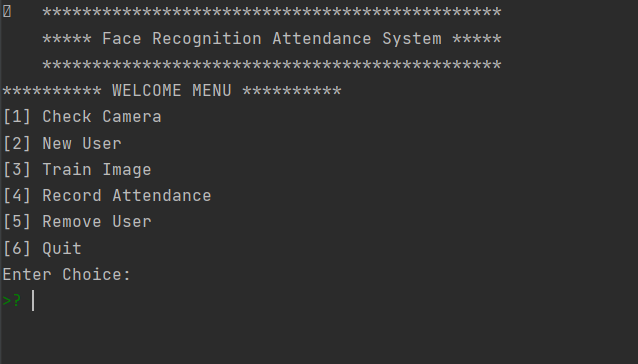 **********************************************
***** Face Recognition Attendance System *****
**********************************************
********** WELCOME MENU **********
[1] Check Camera
[2] New User
[3] Train Image
[4] Record Attendance
[5] Remove User
[6] Quit
Enter Choice:
>?